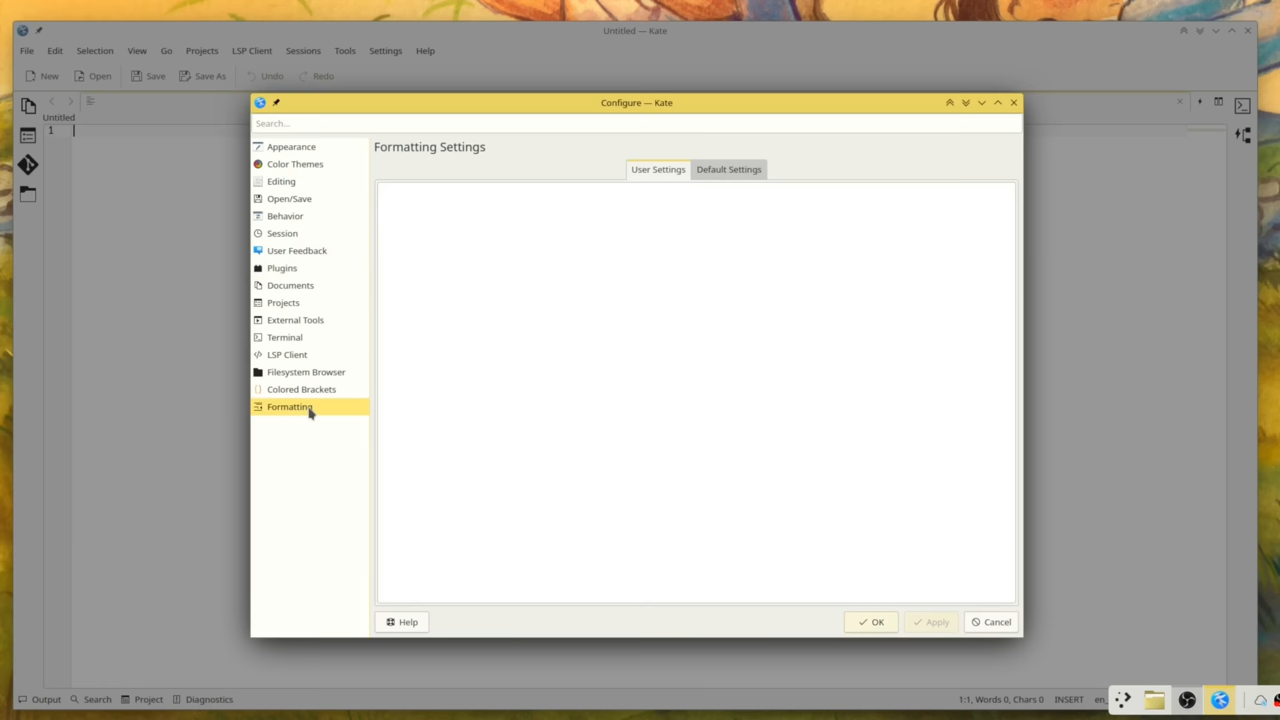 Untitled — Kate
File Edit Selection View Go Projects LSP Client Sessions Tools Settings Help
New Open Save Save As Undo Redo
Untitled
1
Configure — Kate
Search...
Appearance
Color Themes
Editing
Open/Save
Behavior
Session
User Feedback
Plugins
Documents
Projects
External Tools
Terminal
LSP Client
Filesystem Browser
Colored Brackets
Formatting
Formatting Settings
User Settings Default Settings
Help OK Apply Cancel
Output Search Project Diagnostics 1:1, Words 0, Chars 0 INSERT en_